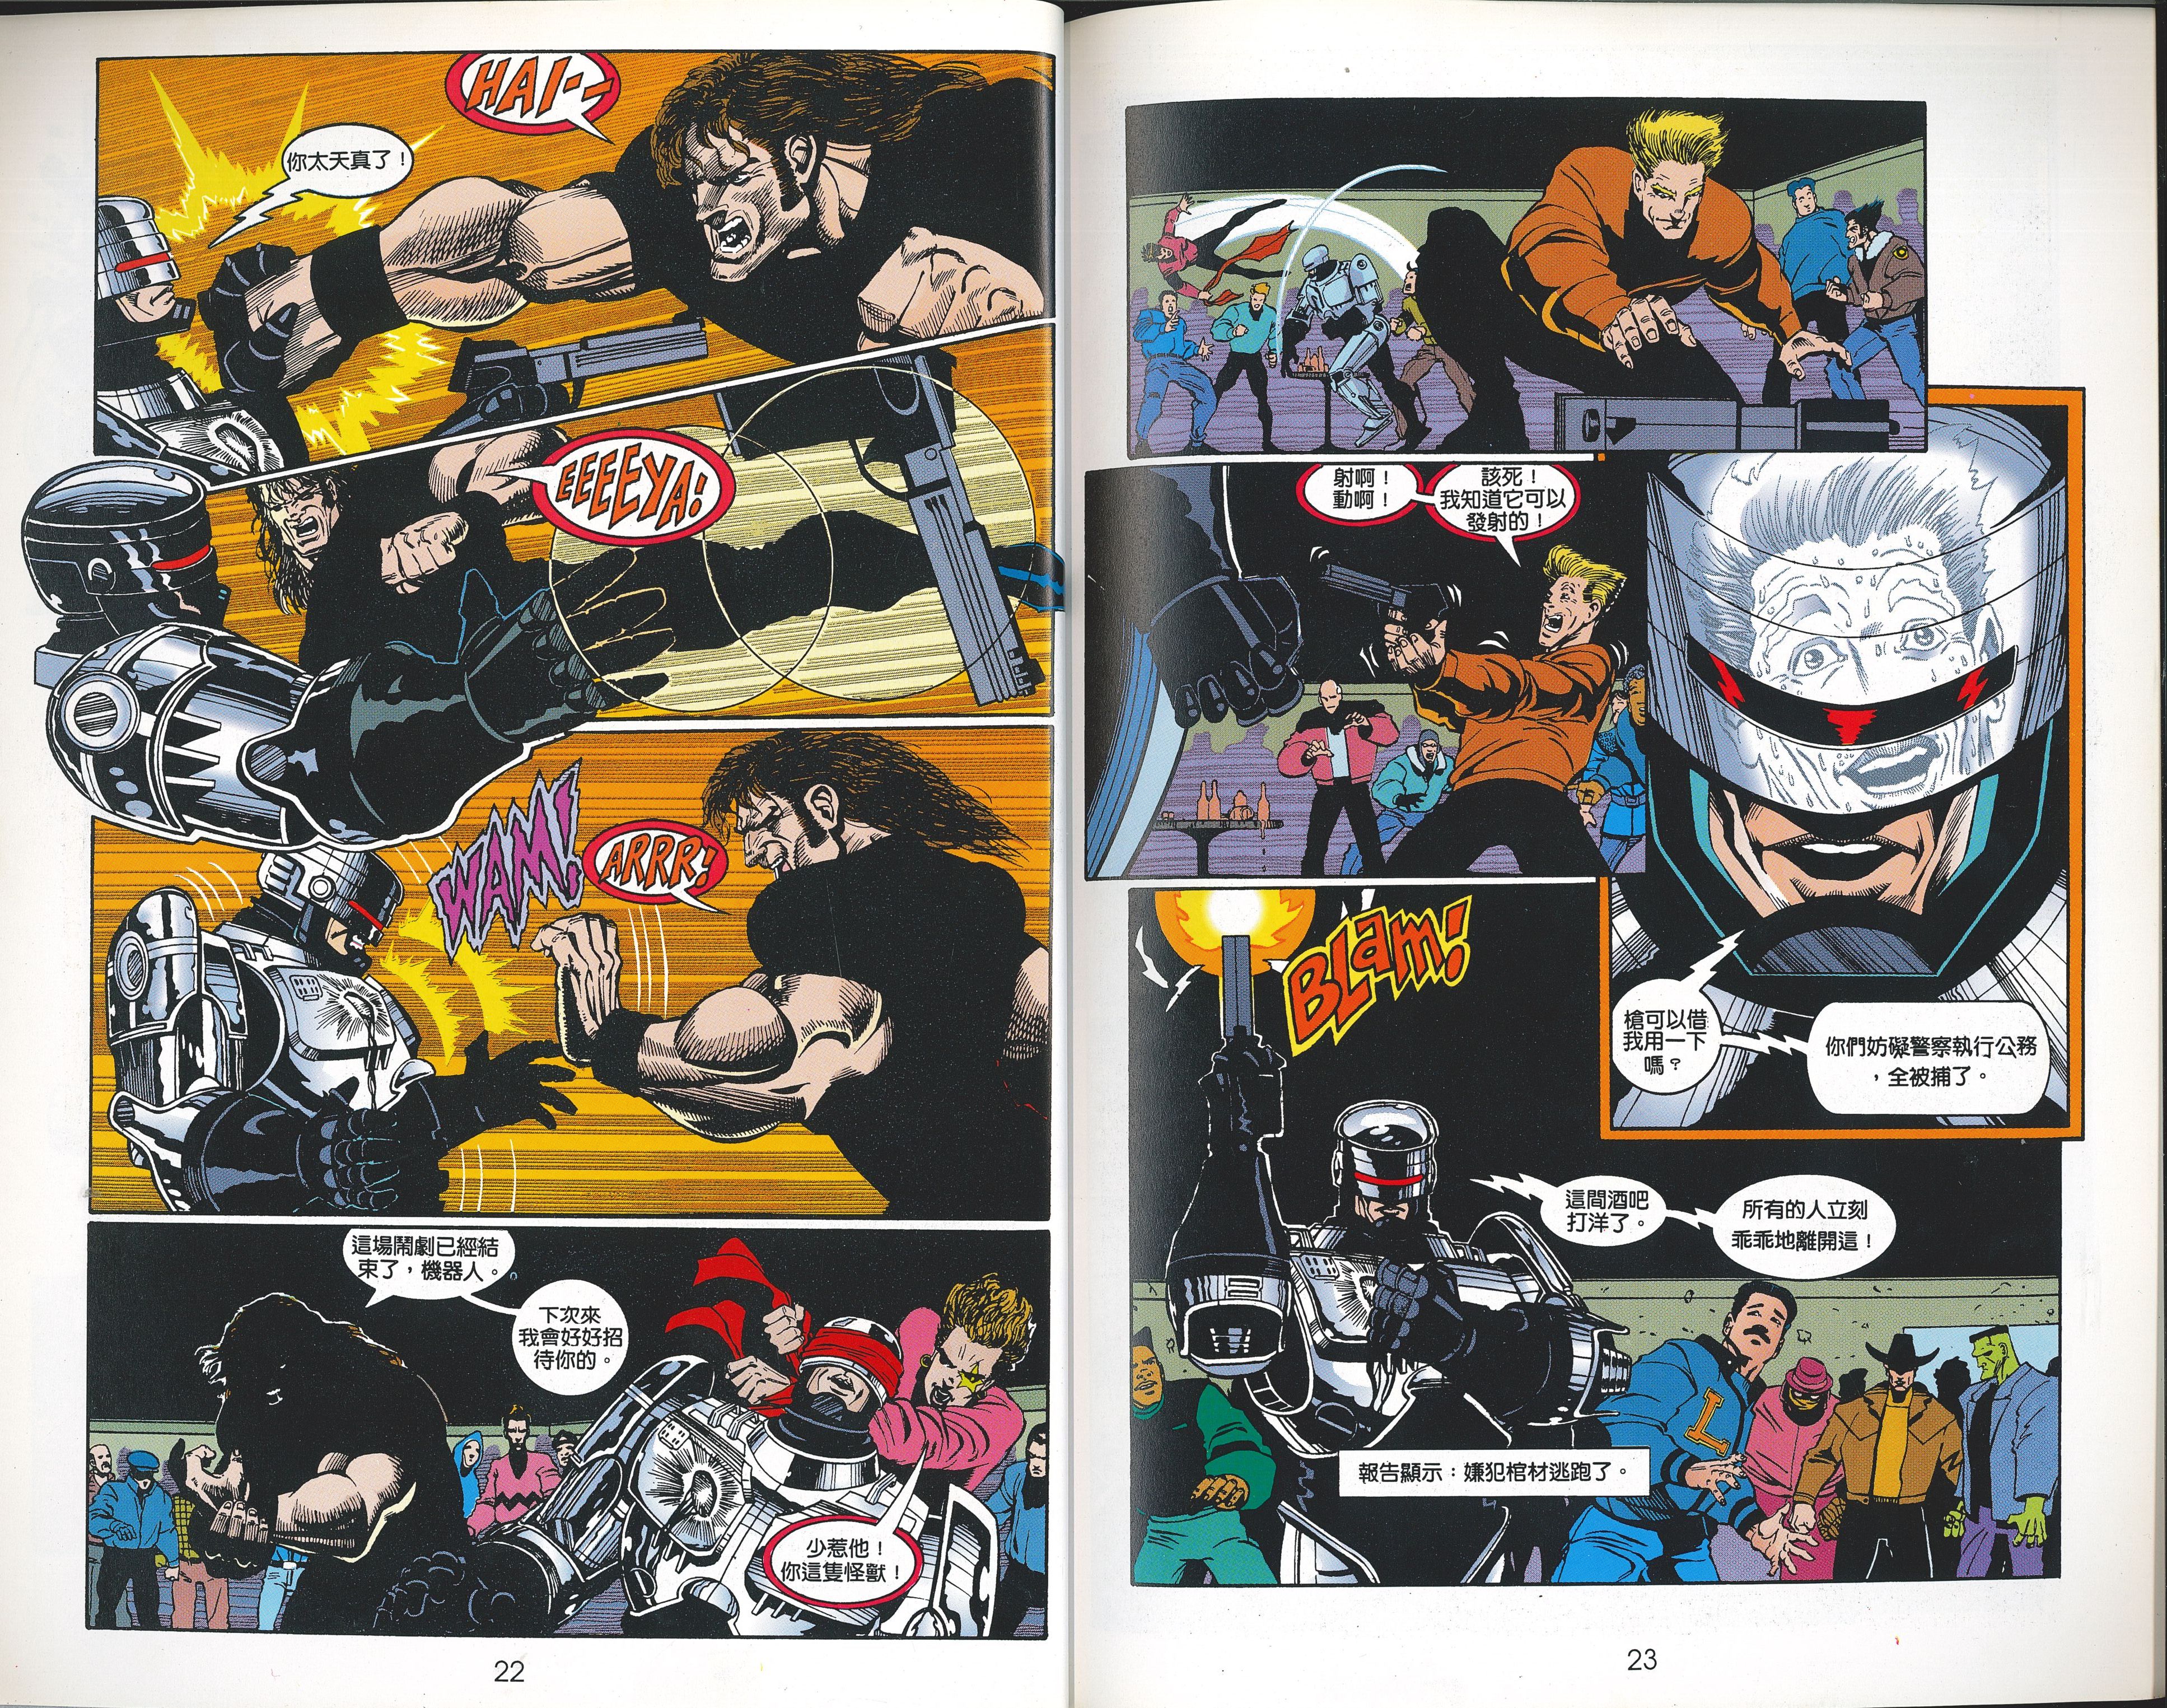 HAI--
你太天真了！
EEEEYA!
WAM!
ARRR!
這場鬧劇已經結
束了，機器人。
下次來
我會好好招
待你的。
少惹他！
你這隻怪獸！
22
射啊！
動啊！
該死！
我知道它可以
發射的！
槍可以借
我用一下
嗎？
你們妨礙警察執行公務
，全被捕了。
BLAM!
這間酒吧
打洋了。
所有的人立刻
乖乖地離開這！
L
報告顯示：嫌犯棺材逃跑了。
23